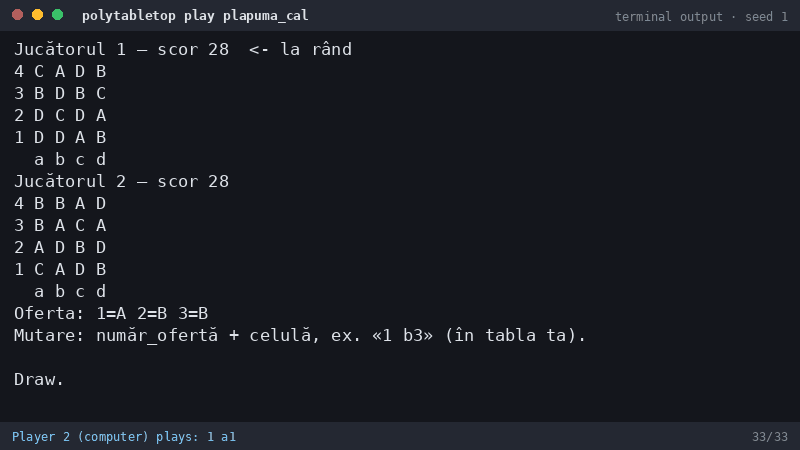 polytabletop play plapuma_cal
terminal output · seed 1
Jucătorul 1 — scor 28  <- la rând
4 C A D B
3 B D B C
2 D C D A
1 D D A B
  a b c d
Jucătorul 2 — scor 28
4 B B A D
3 B A C A
2 A D B D
1 C A D B
  a b c d
Oferta: 1=A 2=B 3=B
Mutare: număr_ofertă + celulă, ex. «1 b3» (în tabla ta).
Draw.
Player 2 (computer) plays: 1 a1
33/33